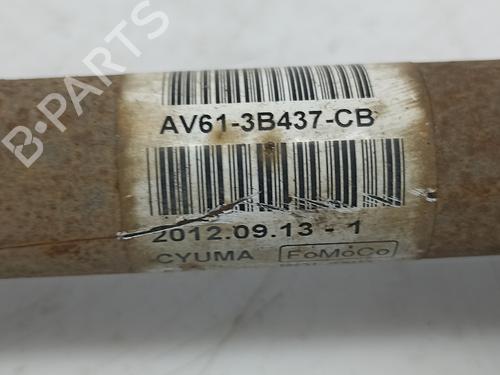 AV61-3B437-CB
2012.09.13 - 1
CYUMA FoMoCo
B-PARTS